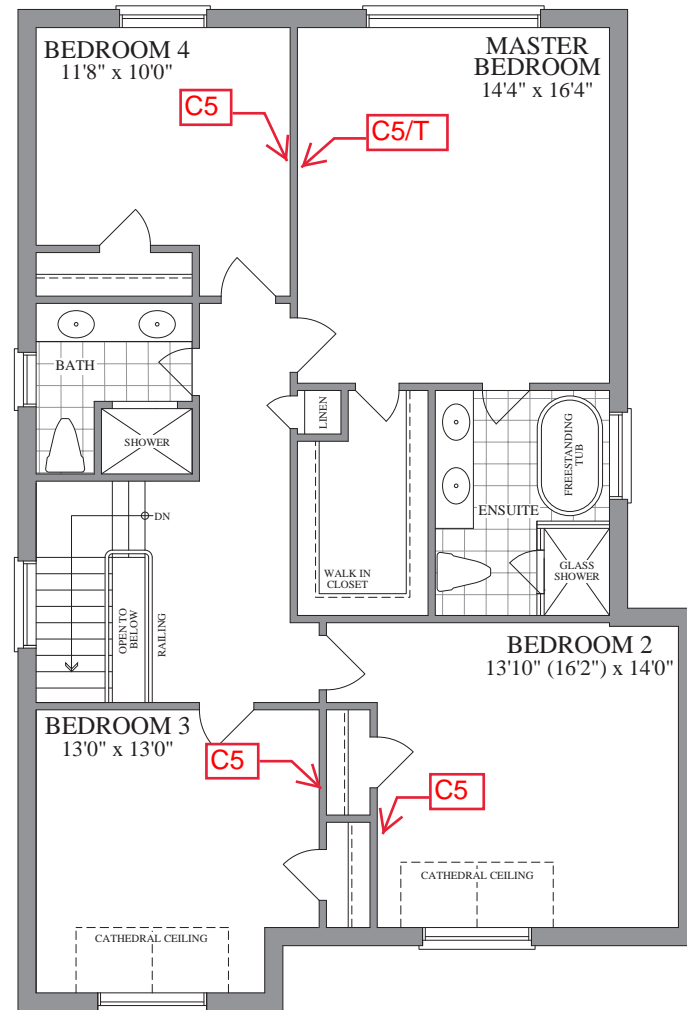 BEDROOM 4
11'8" x 10'0"
MASTER
BEDROOM
14'4" x 16'4"
C5
C5/T
BATH
SHOWER
LINEN
FREESTANDING
TUB
ENSUITE
DN
WALK IN
CLOSET
GLASS
SHOWER
OPEN TO
BELOW
RAILING
BEDROOM 2
13'10" (16'2") x 14'0"
BEDROOM 3
13'0" x 13'0"
C5
C5
CATHEDRAL CEILING
CATHEDRAL CEILING